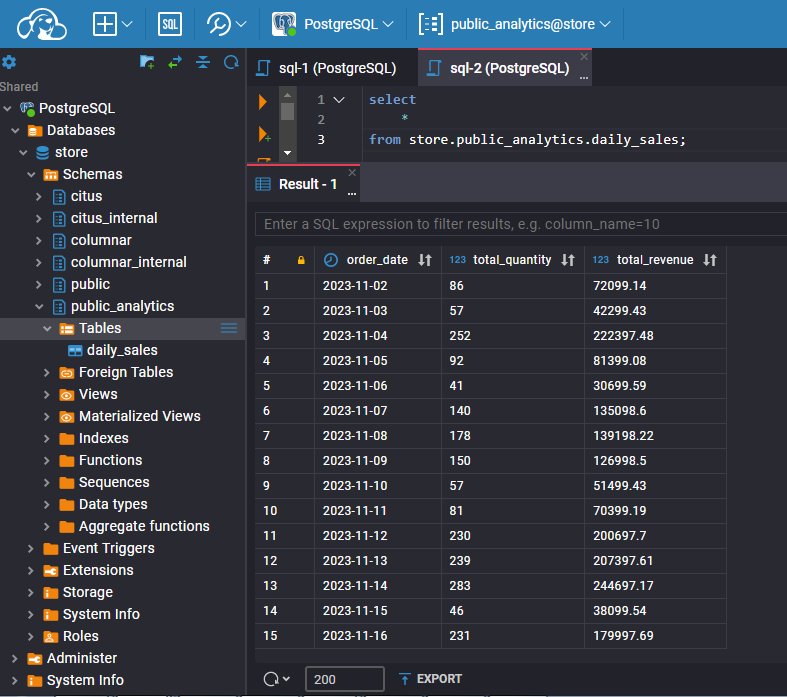 SQL
PostgreSQL
public_analytics@store
Shared
PostgreSQL
Databases
store
Schemas
citus
citus_internal
columnar
columnar_internal
public
public_analytics
Tables
daily_sales
Foreign Tables
Views
Materialized Views
Indexes
Functions
Sequences
Data types
Aggregate functions
Event Triggers
Extensions
Storage
System Info
Roles
Administer
System Info
sql-1 (PostgreSQL)
sql-2 (PostgreSQL)
1 select
2 *
3 from store.public_analytics.daily_sales;
Result - 1
Enter a SQL expression to filter results, e.g. column_name=10
# order_date 123 total_quantity 123 total_revenue
1 2023-11-02 86 72099.14
2 2023-11-03 57 42299.43
3 2023-11-04 252 222397.48
4 2023-11-05 92 81399.08
5 2023-11-06 41 30699.59
6 2023-11-07 140 135098.6
7 2023-11-08 178 139198.22
8 2023-11-09 150 126998.5
9 2023-11-10 57 51499.43
10 2023-11-11 81 70399.19
11 2023-11-12 230 200697.7
12 2023-11-13 239 207397.61
13 2023-11-14 283 244697.17
14 2023-11-15 46 38099.54
15 2023-11-16 231 179997.69
200 EXPORT